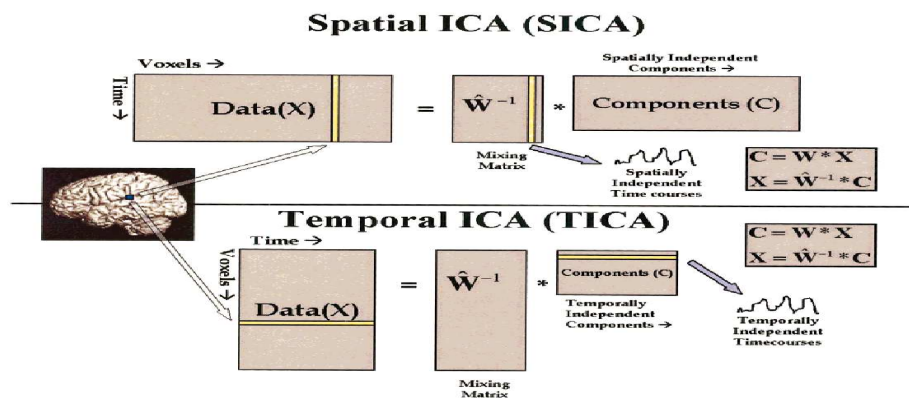 Spatial ICA (SICA)
Voxels →
Time →
Data(X)
=
Ŵ⁻¹
*
Spatially Independent
Components →
Components (C)
Mixing
Matrix
Spatially
Independent
Time courses
C = W * X
X = Ŵ⁻¹ * C
Temporal ICA (TICA)
Time →
Voxels →
Data(X)
=
Ŵ⁻¹
*
Components (C)
Temporally
Independent
Components →
Mixing
Matrix
Temporally
Independent
Timecourses
C = W * X
X = Ŵ⁻¹ * C